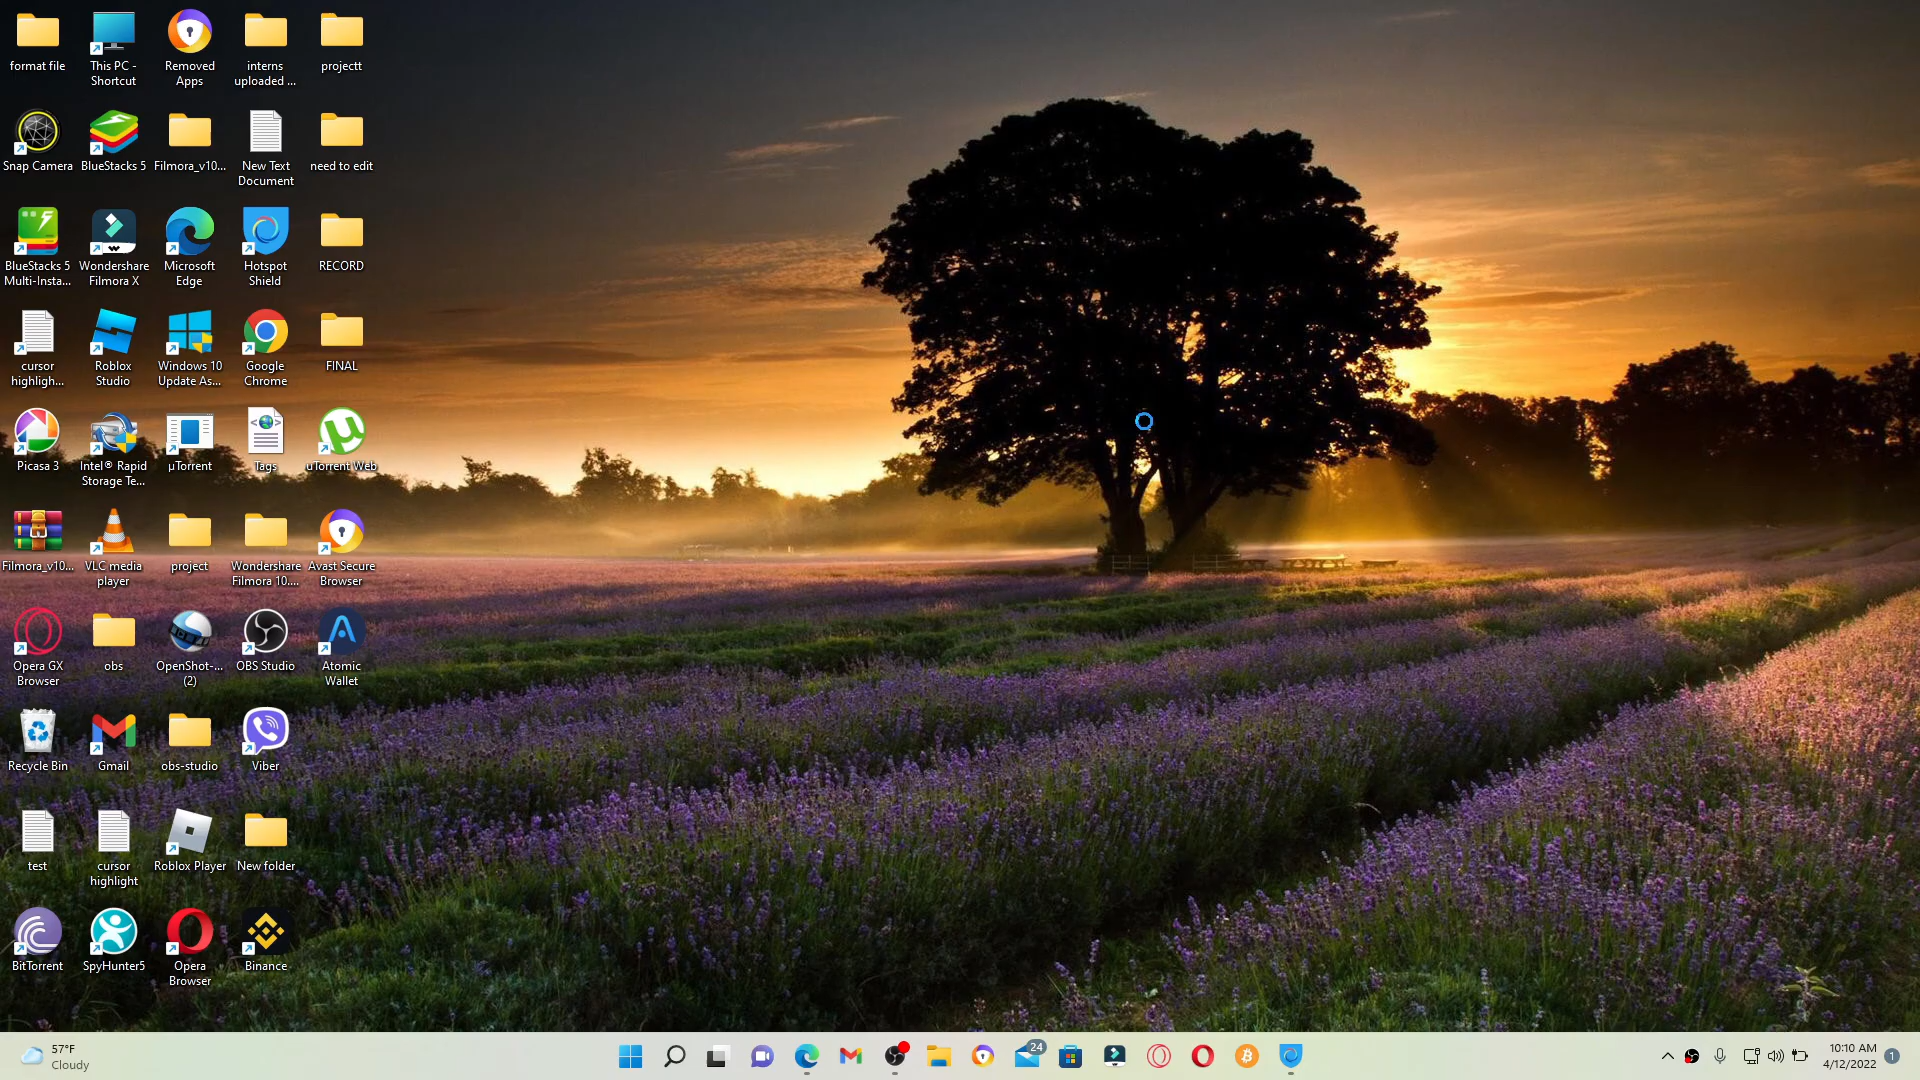 format file
This PC -
Shortcut
Removed
Apps
interns
uploaded ...
projectt
Snap Camera
BlueStacks 5
Filmora_v10...
New Text
Document
need to edit
BlueStacks 5
Multi-Insta...
Wondershare
Filmora X
Microsoft
Edge
Hotspot
Shield
RECORD
cursor
highligh...
Roblox
Studio
Windows 10
Update As...
Google
Chrome
FINAL
Picasa 3
Intel® Rapid
Storage Te...
µTorrent
Tags
uTorrent Web
Filmora_v10...
VLC media
player
project
Wondershare
Filmora 10....
Avast Secure
Browser
Opera GX
Browser
obs
OpenShot-...
(2)
OBS Studio
Atomic
Wallet
Recycle Bin
Gmail
obs-studio
Viber
test
cursor
highlight
Roblox Player
New folder
BitTorrent
SpyHunter5
Opera
Browser
Binance
57°F
Cloudy
24
10:10 AM
4/12/2022
1